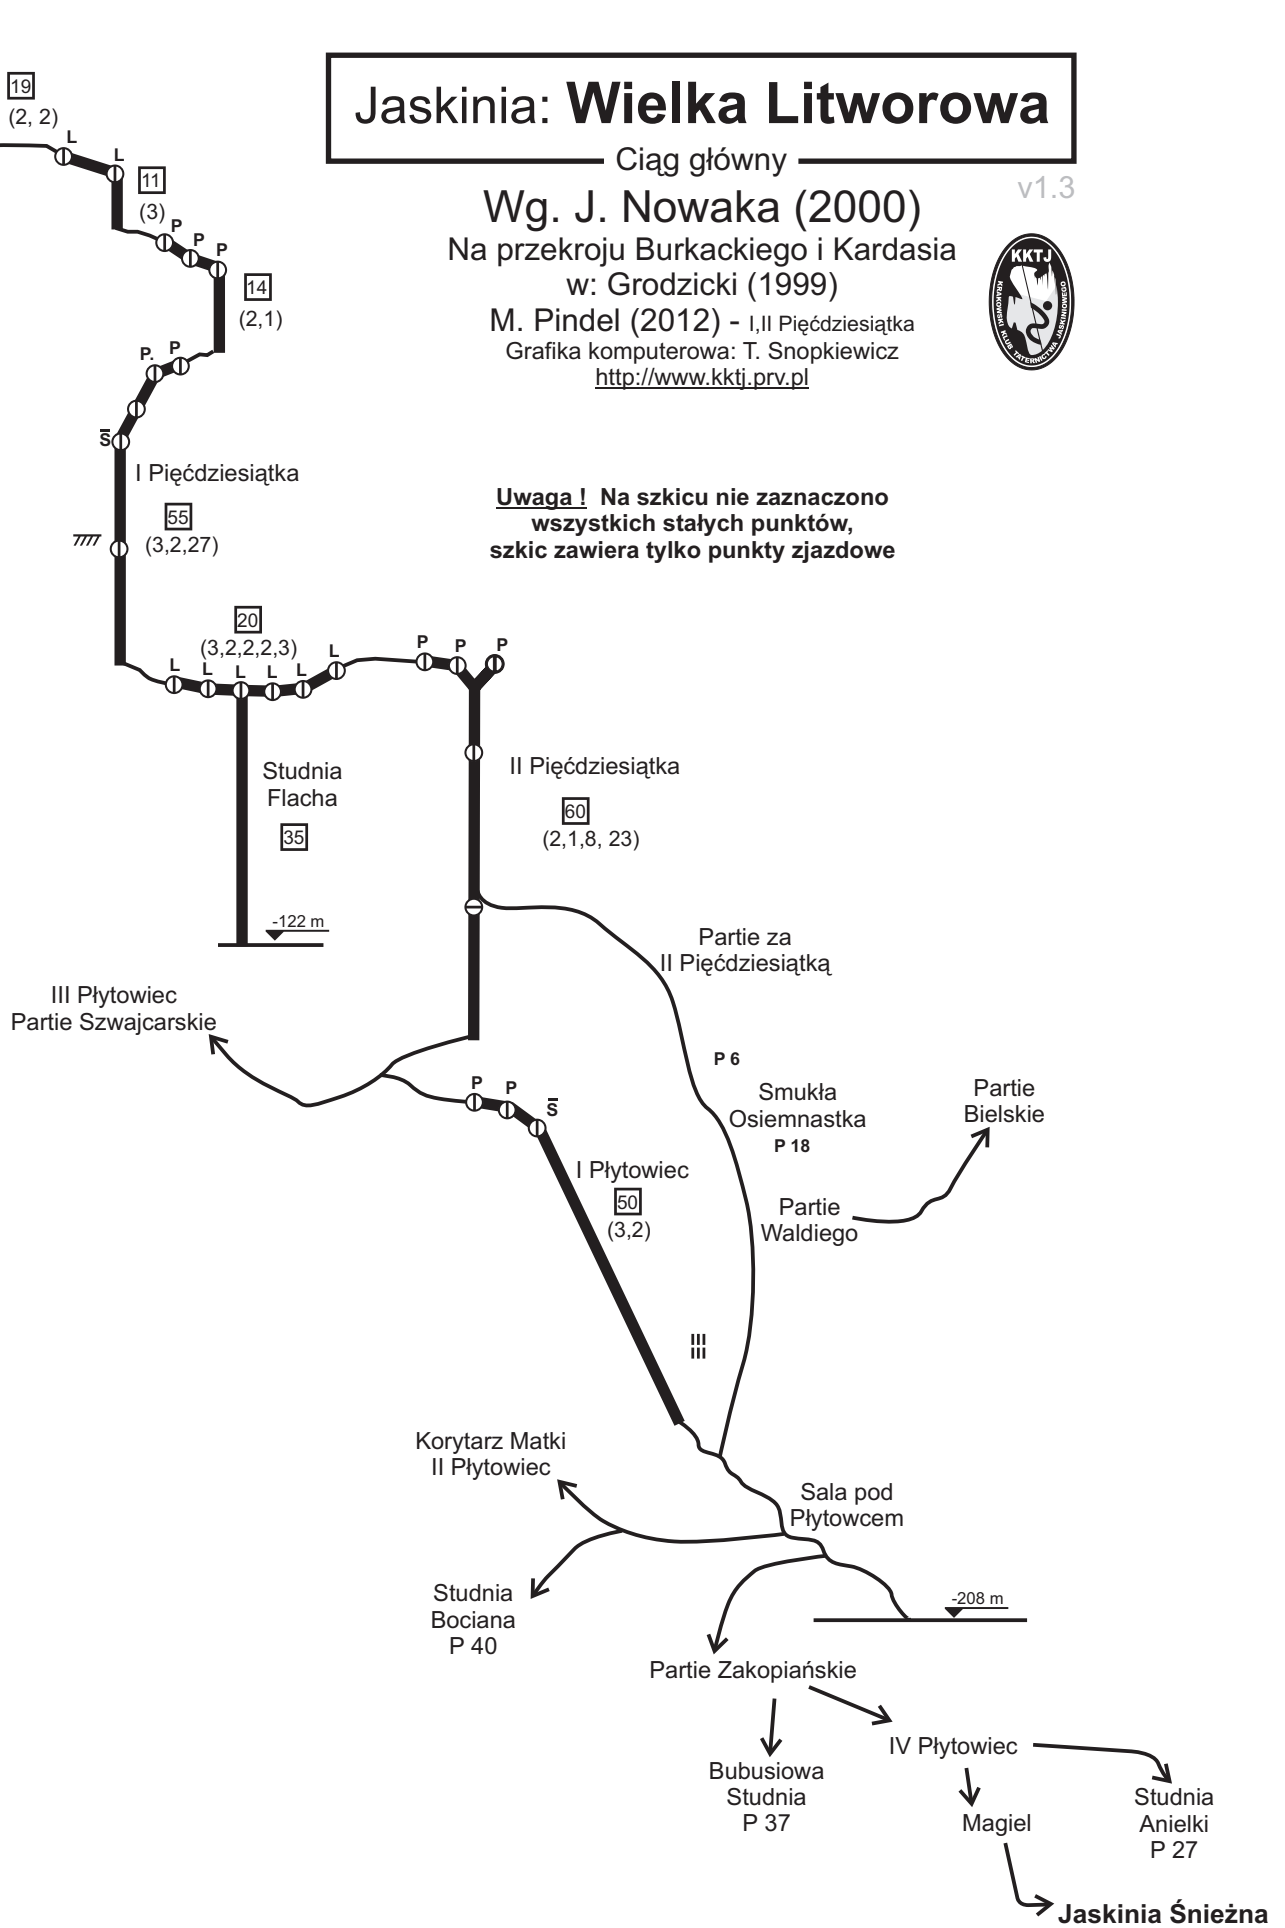 Jaskinia: Wielka Litworowa
Ciąg główny
v1.3
Wg. J. Nowaka (2000)
Na przekroju Burkackiego i Kardasia
w: Grodzicki (1999)
M. Pindel (2012) - I,II Pięćdziesiątka
Grafika komputerowa: T. Snopkiewicz
http://www.kktj.prv.pl
KKTJ
KRAKOWSKI KLUB TATERNICTWA JASKINIOWEGO
Uwaga ! Na szkicu nie zaznaczono
wszystkich stałych punktów,
szkic zawiera tylko punkty zjazdowe
19
(2, 2)
L
L
11
(3)
P
P
P
14
(2,1)
P.
P
S̄
I Pięćdziesiątka
55
(3,2,27)
20
(3,2,2,2,3)
L
L
L
L
L
L
P
P
P
Studnia
Flacha
35
-122 m
II Pięćdziesiątka
60
(2,1,8, 23)
Partie za
II Pięćdziesiątką
III Płytowiec
Partie Szwajcarskie
P 6
Smukła
Osiemnastka
P 18
Partie
Bielskie
Partie
Waldiego
P
P
S̄
I Płytowiec
50
(3,2)
Korytarz Matki
II Płytowiec
Sala pod
Płytowcem
Studnia
Bociana
P 40
-208 m
Partie Zakopiańskie
IV Płytowiec
Bubusiowa
Studnia
P 37
Magiel
Studnia
Anielki
P 27
Jaskinia Śnieżna